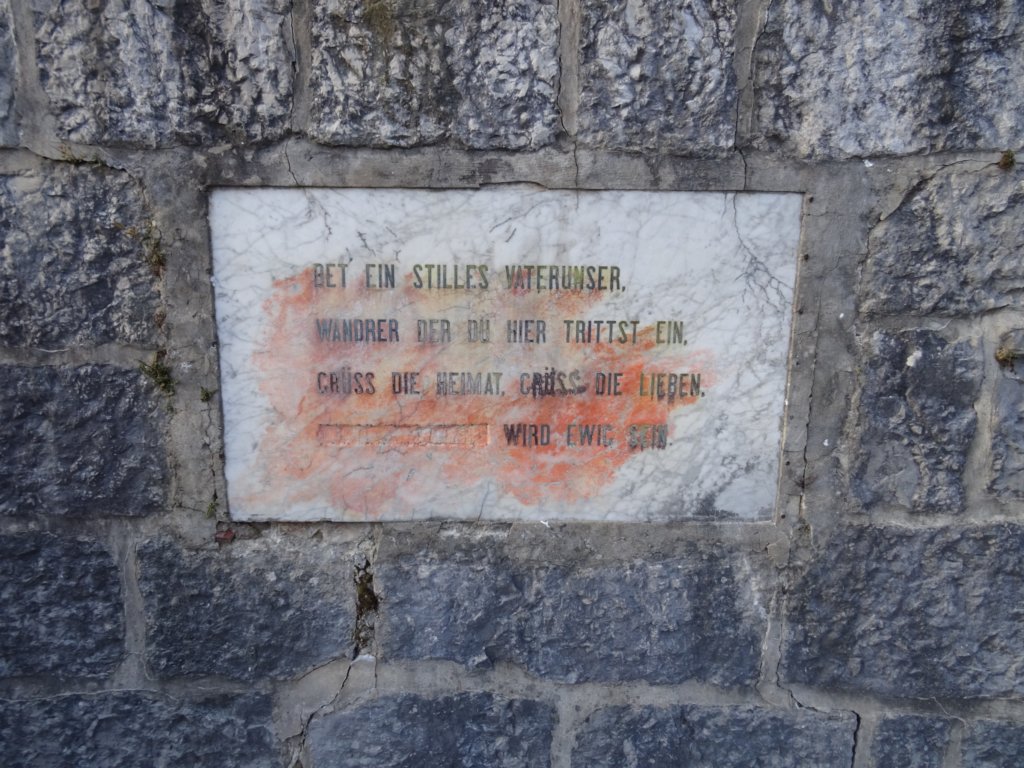 BET EIN STILLES VATERUNSER,
WANDRER DER DU HIER TRITTST EIN,
GRÜSS DIE HEIMAT, GRÜSS DIE LIEBEN,
WIRD EWIG SEIN.